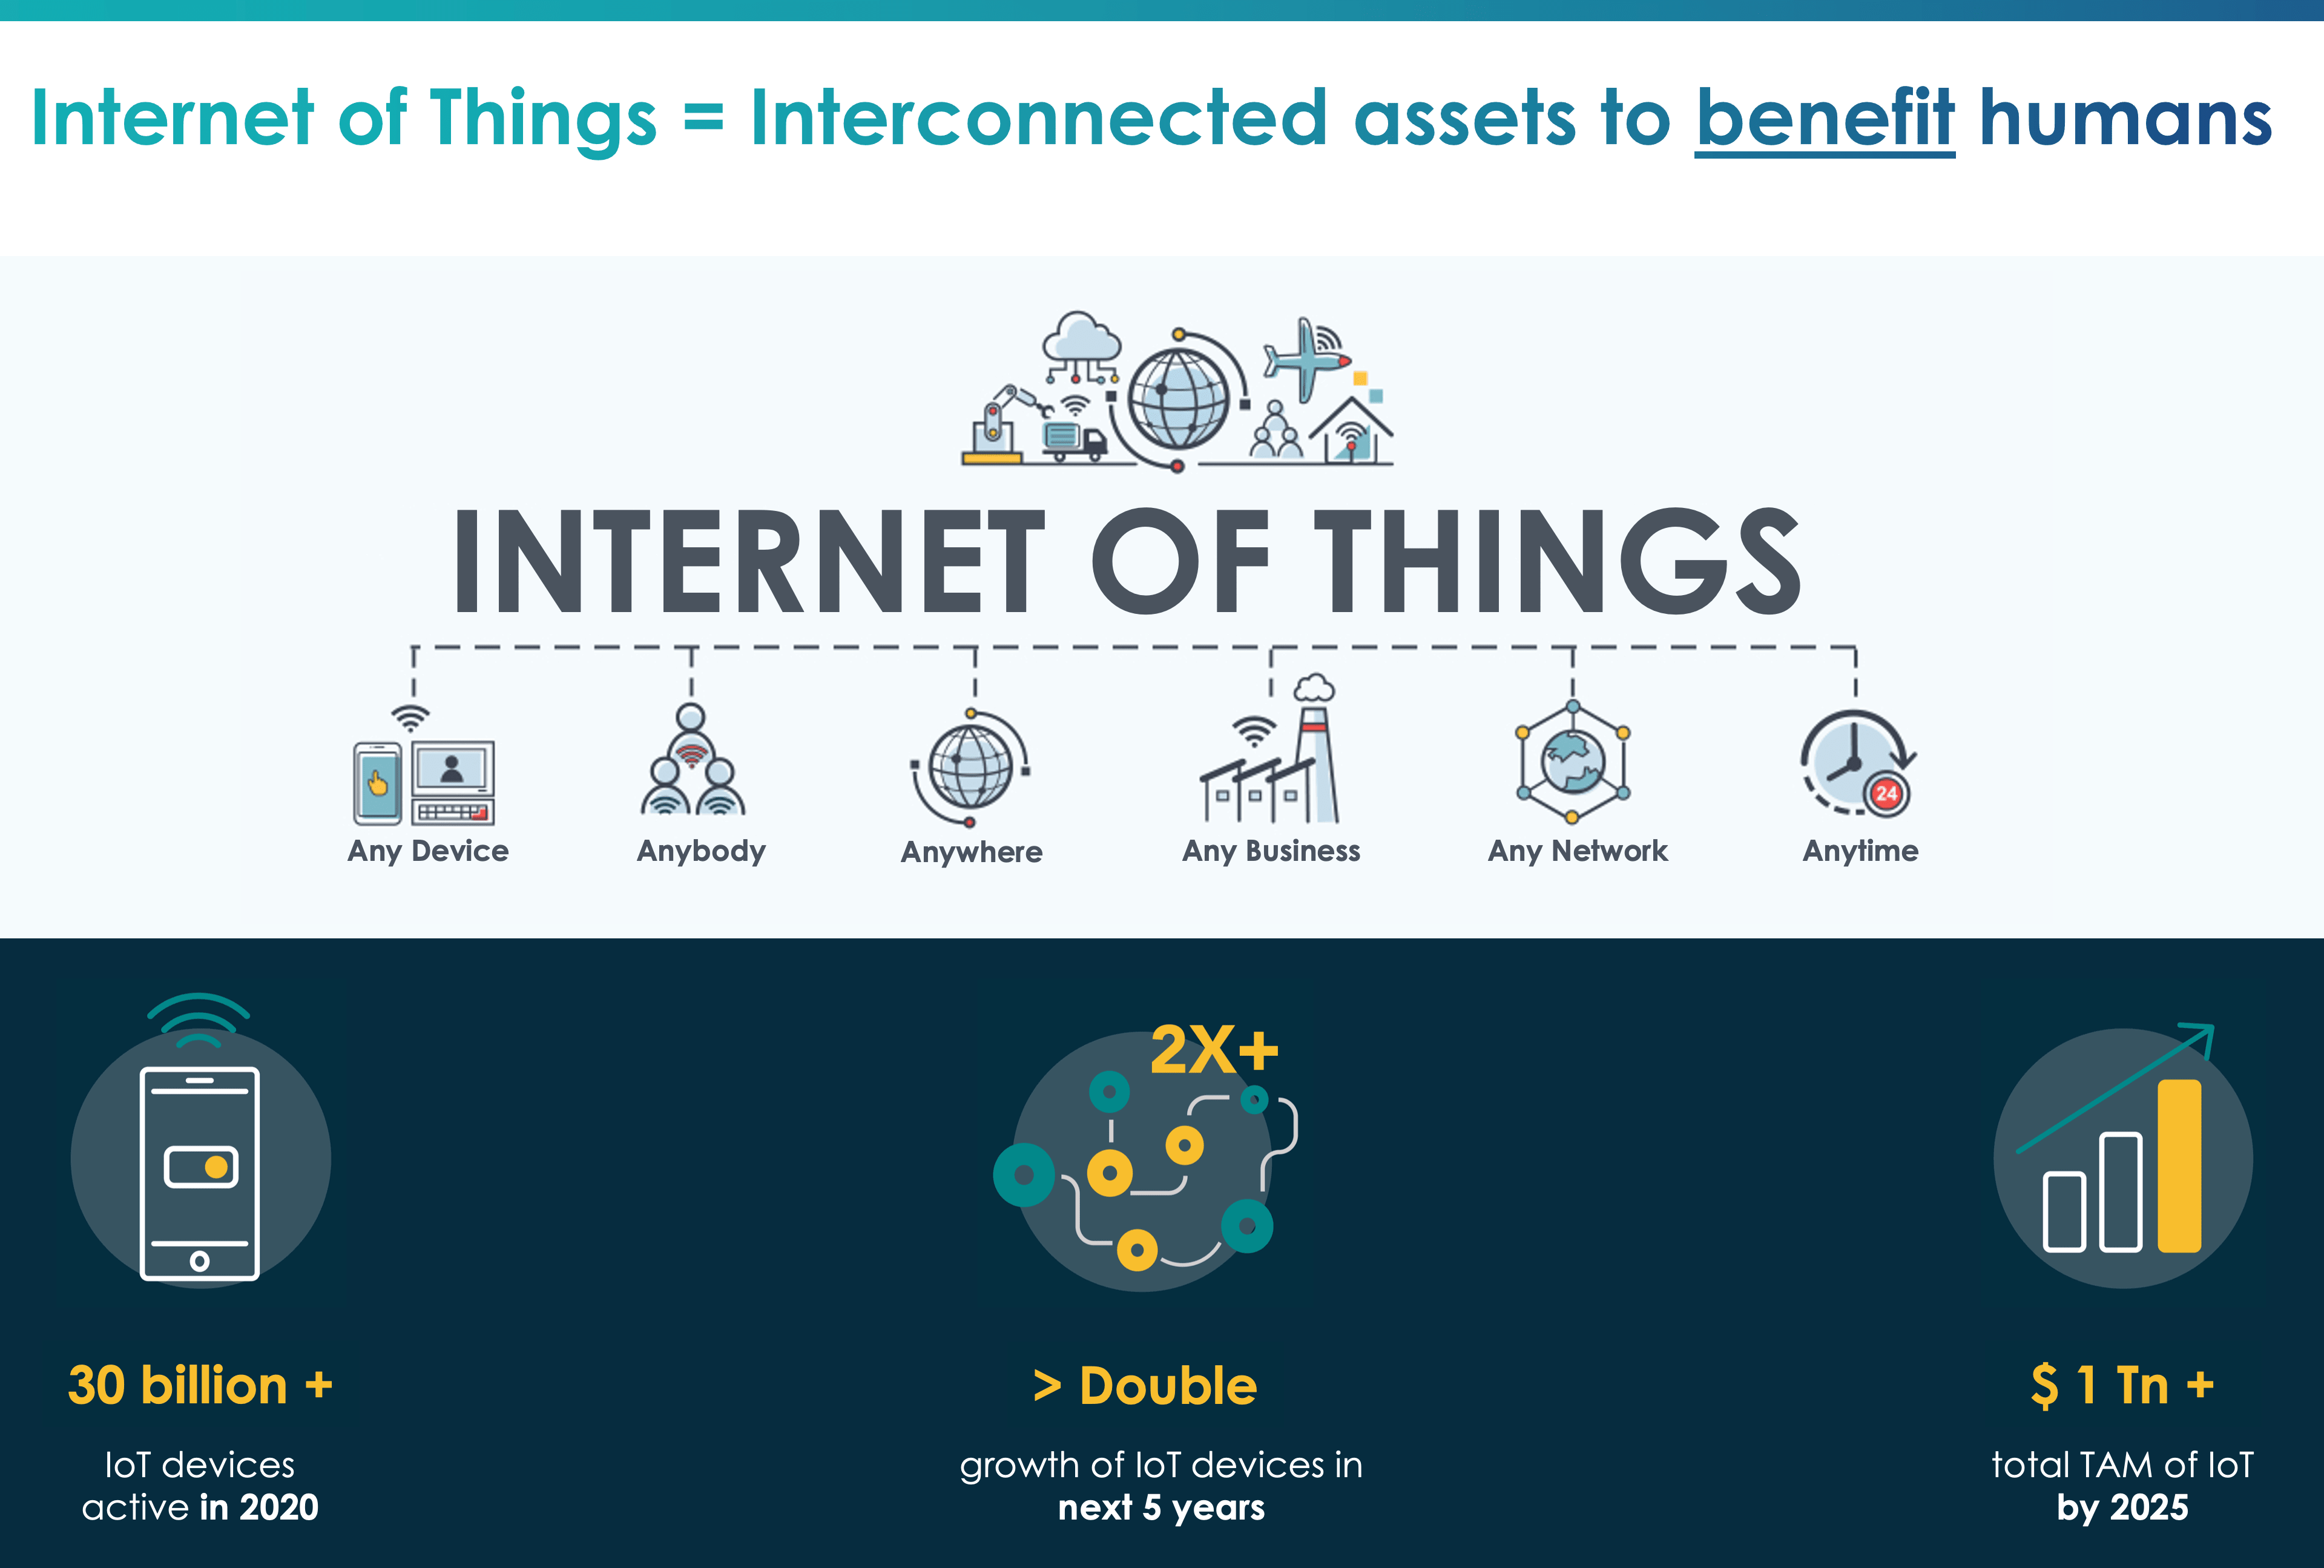 Internet of Things = Interconnected assets to benefit humans
INTERNET OF THINGS
24
Any Device
Anybody
Anywhere
Any Business
Any Network
Anytime
2X+
30 billion +
IoT devices
active in 2020
> Double
growth of IoT devices in
next 5 years
$ 1 Tn +
total TAM of IoT
by 2025